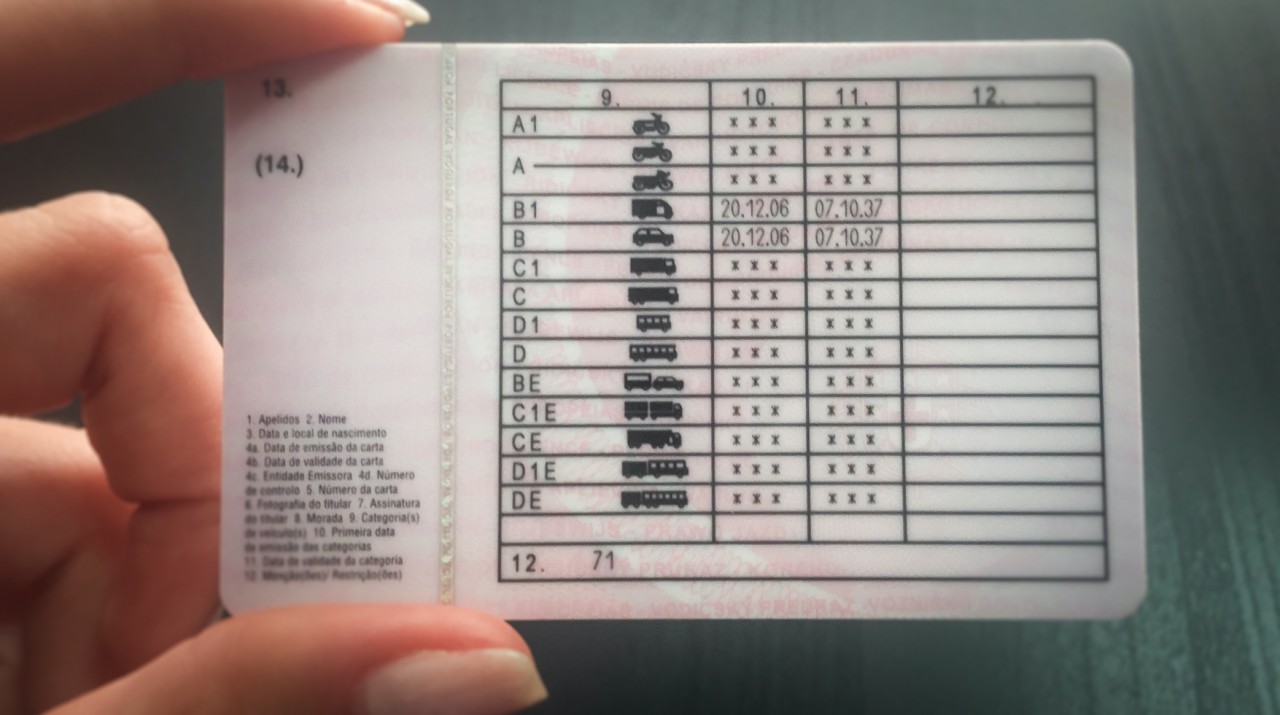 13.
(14.)
1. Apelidos 2. Nome
3. Data e local de nascimento
4a. Data de emissão da carta
4b. Data de validade da carta
4c. Entidade Emissora 4d. Número
de controlo 5. Número da carta
6. Fotografia do titular 7. Assinatura
do titular 8. Morada 9. Categoria(s)
de veículo(s) 10. Primeira data
de emissão das categorias
11. Data de validade da categoria
12. Menção(ões)/ Restrição(ões)
9. 10. 11. 12.
A1 x x x x x x
A x x x x x x
x x x x x x
B1 20.12.06 07.10.37
B 20.12.06 07.10.37
C1 x x x x x x
C x x x x x x
D1 x x x x x x
D x x x x x x
BE x x x x x x
C1E x x x x x x
CE x x x x x x
D1E x x x x x x
DE x x x x x x
12. 71